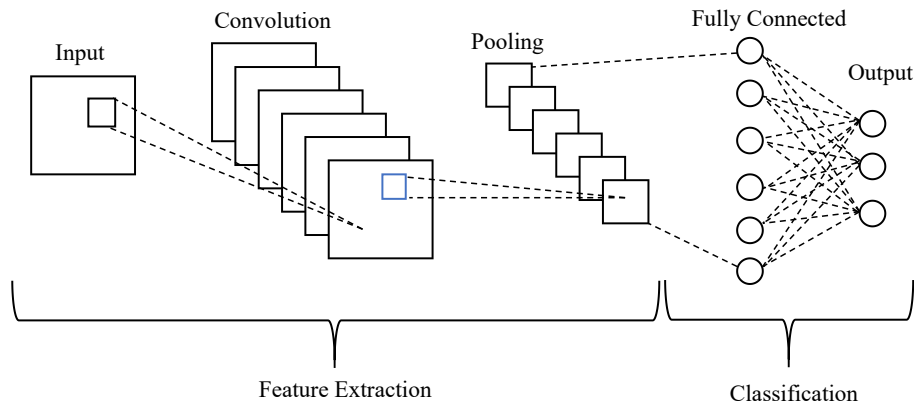 Input
Convolution
Pooling
Fully Connected
Output
Feature Extraction
Classification